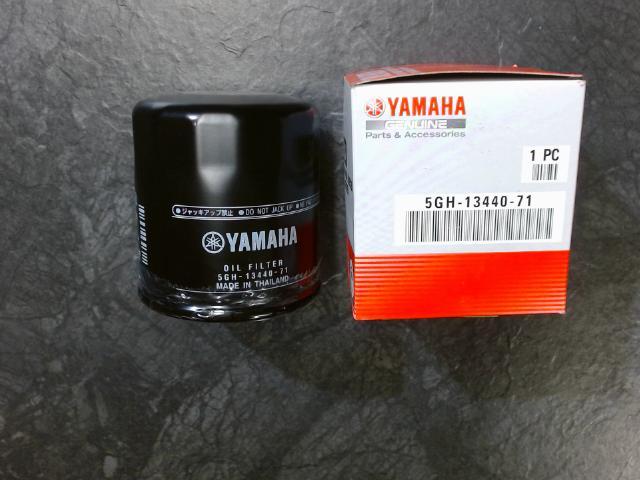 ● ジャッキアップ禁止 ● DO NOT JACK UP ●
YAMAHA
OIL FILTER
5GH-13440-71
MADE IN THAILAND
YAMAHA
GENUINE
Parts & Accessories
1 PC
5GH-13440-71